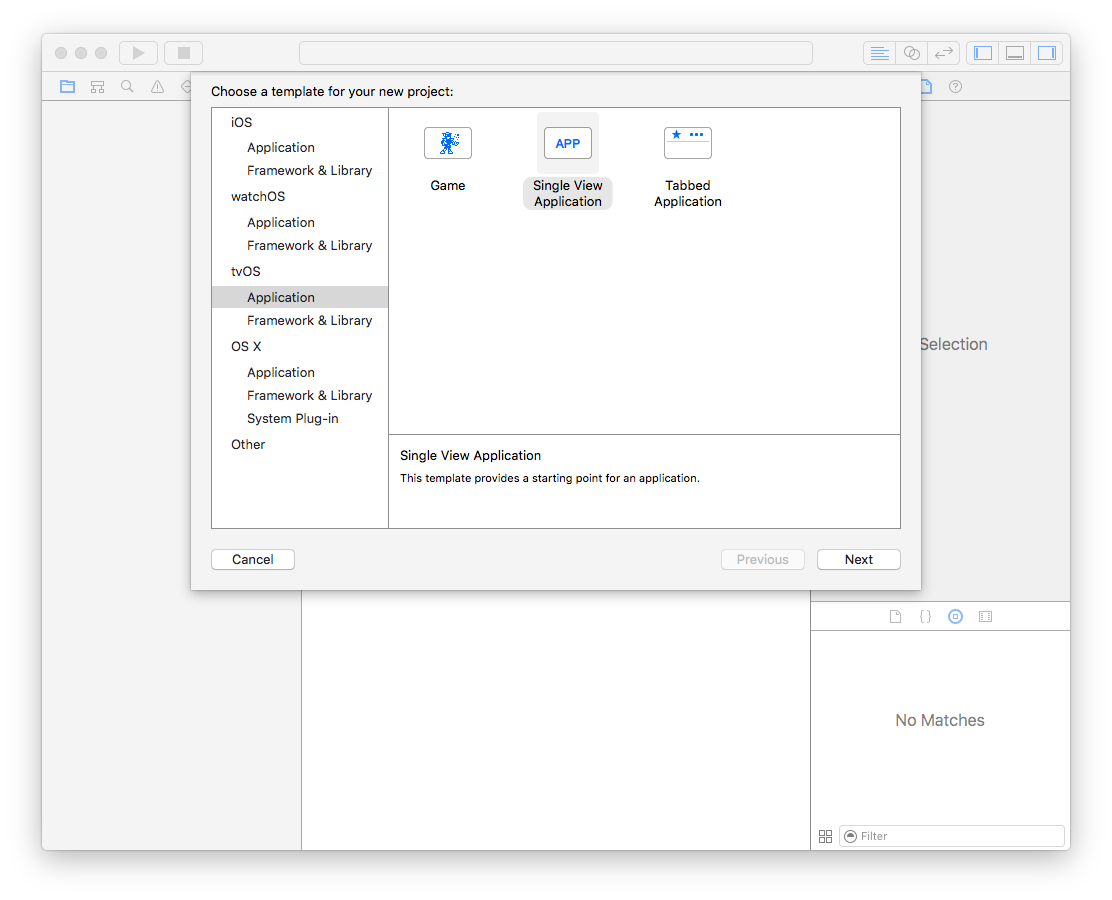 Choose a template for your new project:
iOS
Application
Framework & Library
watchOS
Application
Framework & Library
tvOS
Application
Framework & Library
OS X
Application
Framework & Library
System Plug-in
Other
Game
APP
Single View
Application
Tabbed
Application
Single View Application
This template provides a starting point for an application.
Cancel
Previous
Next
Selection
{ }
No Matches
Filter